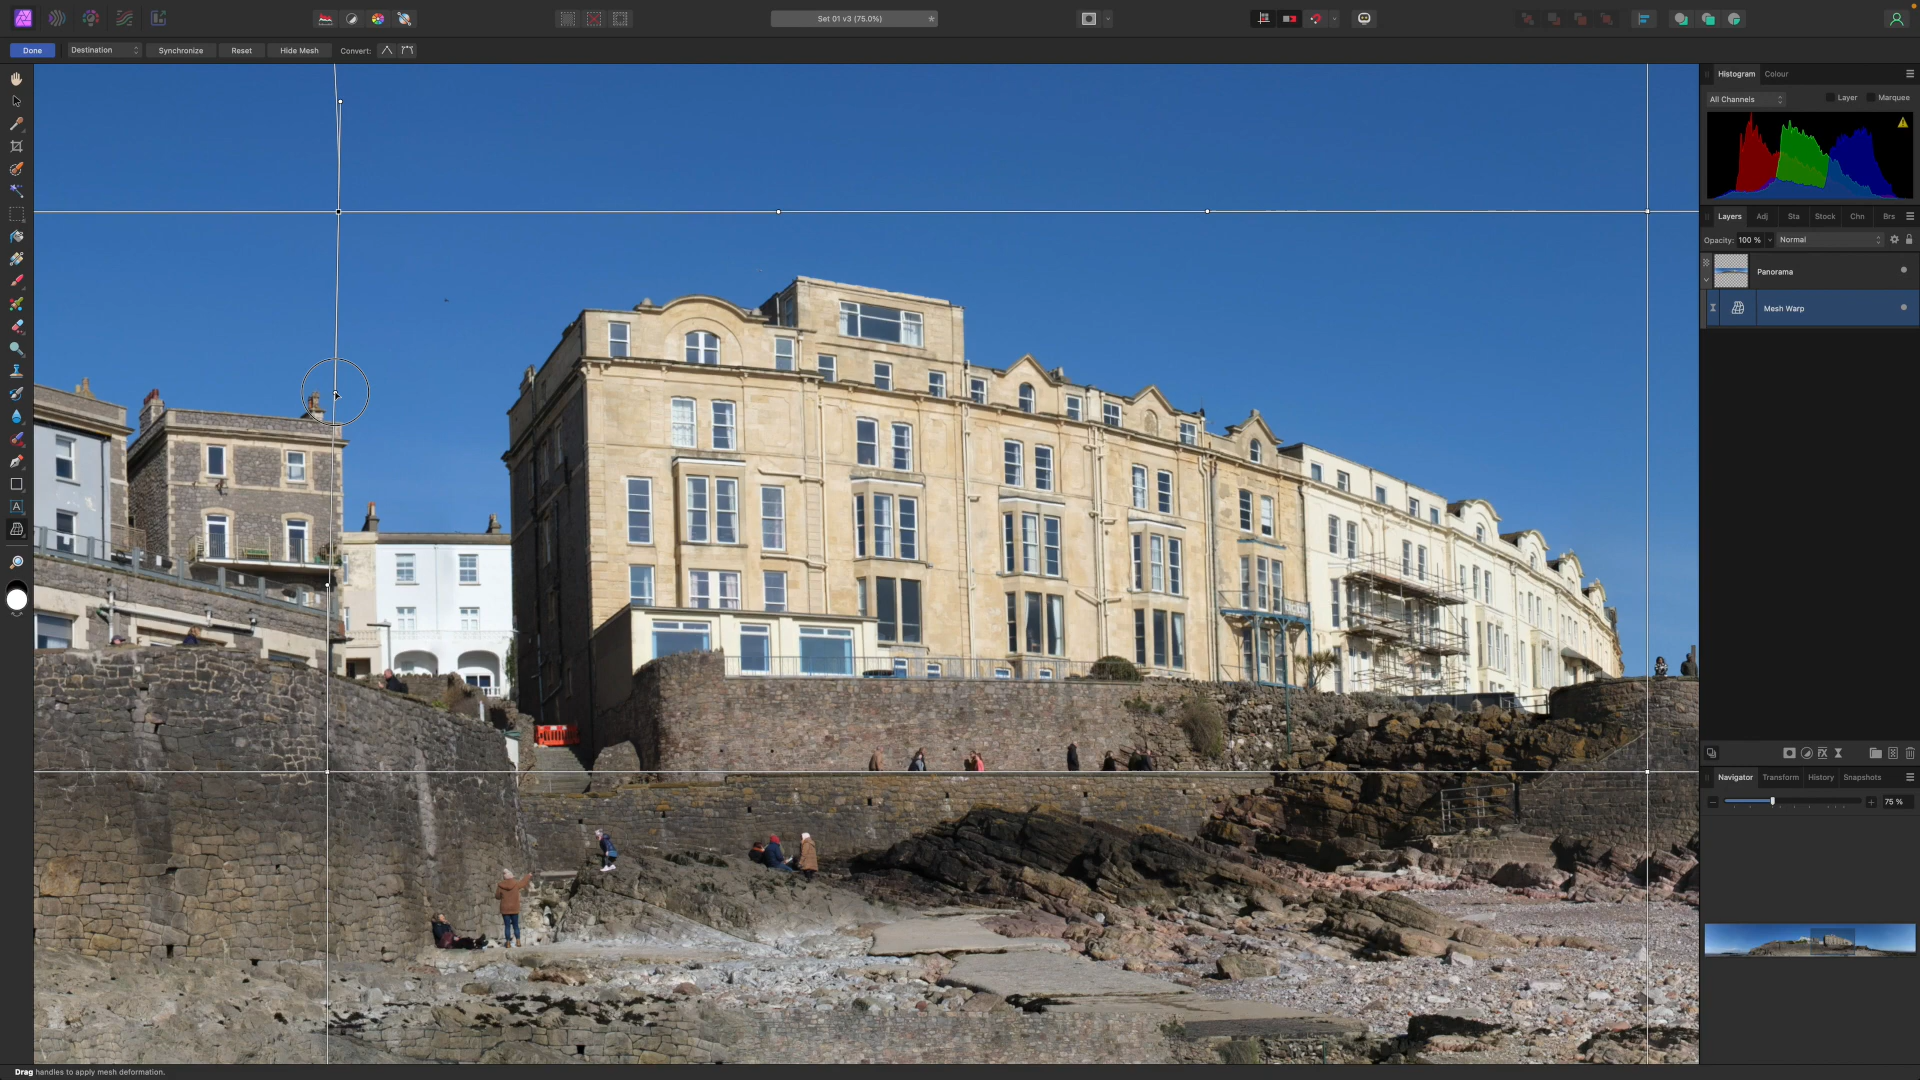 Set 01 v3 (75.0%)
Done
Destination
Synchronize
Reset
Hide Mesh
Convert:
Histogram
Colour
All Channels
Layer
Marquee
Layers
Adj
Sta
Stock
Chn
Brs
Opacity:
100 %
Normal
Panorama
Mesh Warp
Navigator
Transform
History
Snapshots
75 %
Drag handles to apply mesh deformation.